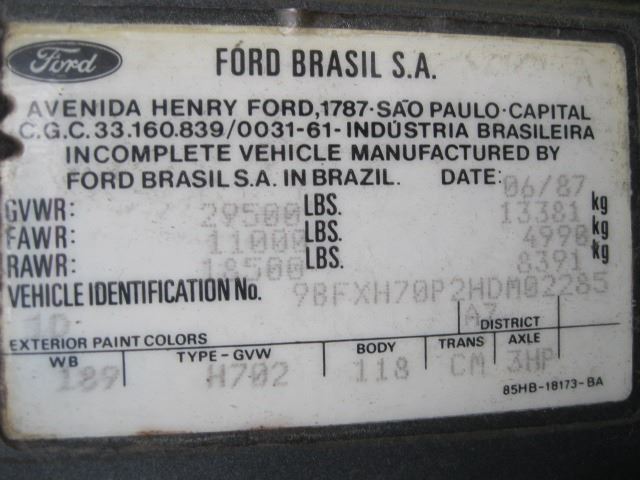 Ford FORD BRASIL S.A.
AVENIDA HENRY FORD,1787-SÃO PAULO-CAPITAL
C.G.C.33.160.839/0031-61-INDÚSTRIA BRASILEIRA
INCOMPLETE VEHICLE MANUFACTURED BY
FORD BRASIL S.A. IN BRAZIL. DATE: 06/87
GVWR: 29500 LBS. 13381 kg
FAWR: 11000 LBS. 4990 kg
RAWR: 18500 LBS. 8391 kg
VEHICLE IDENTIFICATION No. 9BFXH70P2HDM02285
1D A7 DISTRICT
EXTERIOR PAINT COLORS
WB TYPE-GVW BODY TRANS AXLE
189 H702 118 CM 3HP
85HB-18173-BA